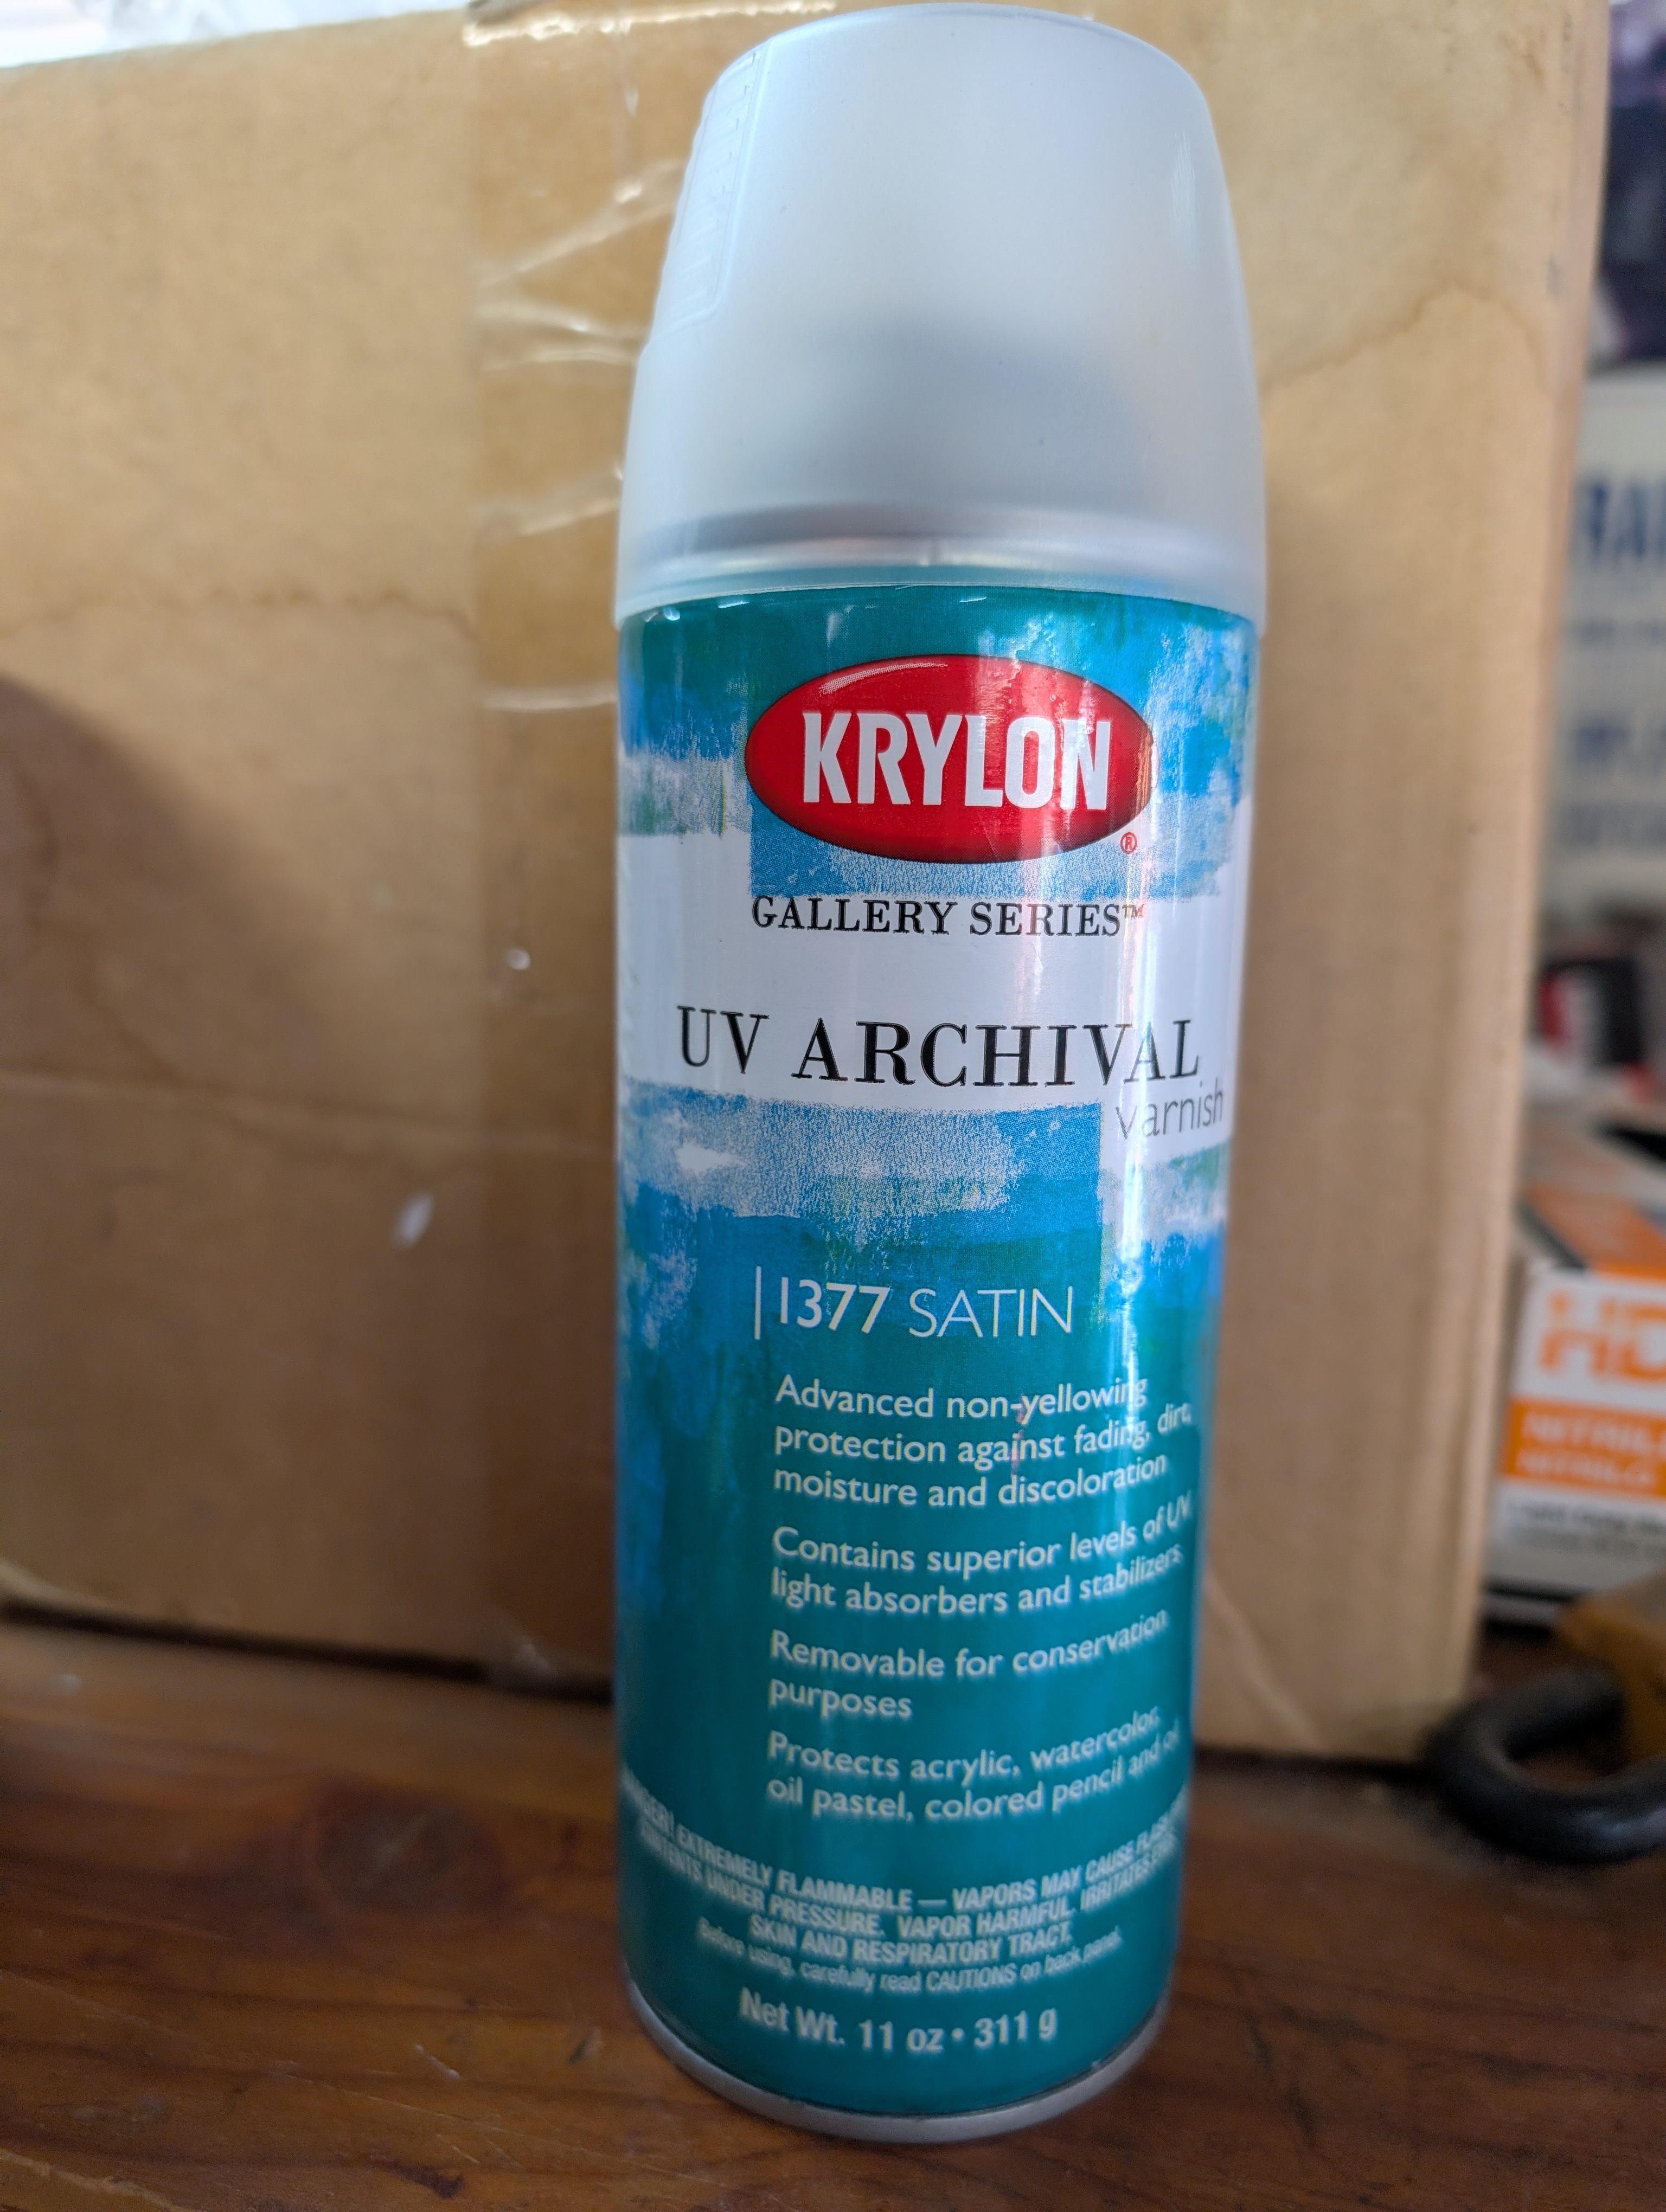 KRYLON
®
GALLERY SERIES™
UV ARCHIVAL
varnish
1377 SATIN
Advanced non-yellowing
protection against fading, dirt,
moisture and discoloration
Contains superior levels of UV
light absorbers and stabilizers
Removable for conservation
purposes
Protects acrylic, watercolor,
oil pastel, colored pencil and oil
EXTREMELY FLAMMABLE — VAPORS MAY CAUSE FLASH
UNDER PRESSURE. VAPOR HARMFUL. IRRITATES
SKIN AND RESPIRATORY TRACT.
Before using, carefully read CAUTIONS on back panel.
Net Wt. 11 oz • 311 g